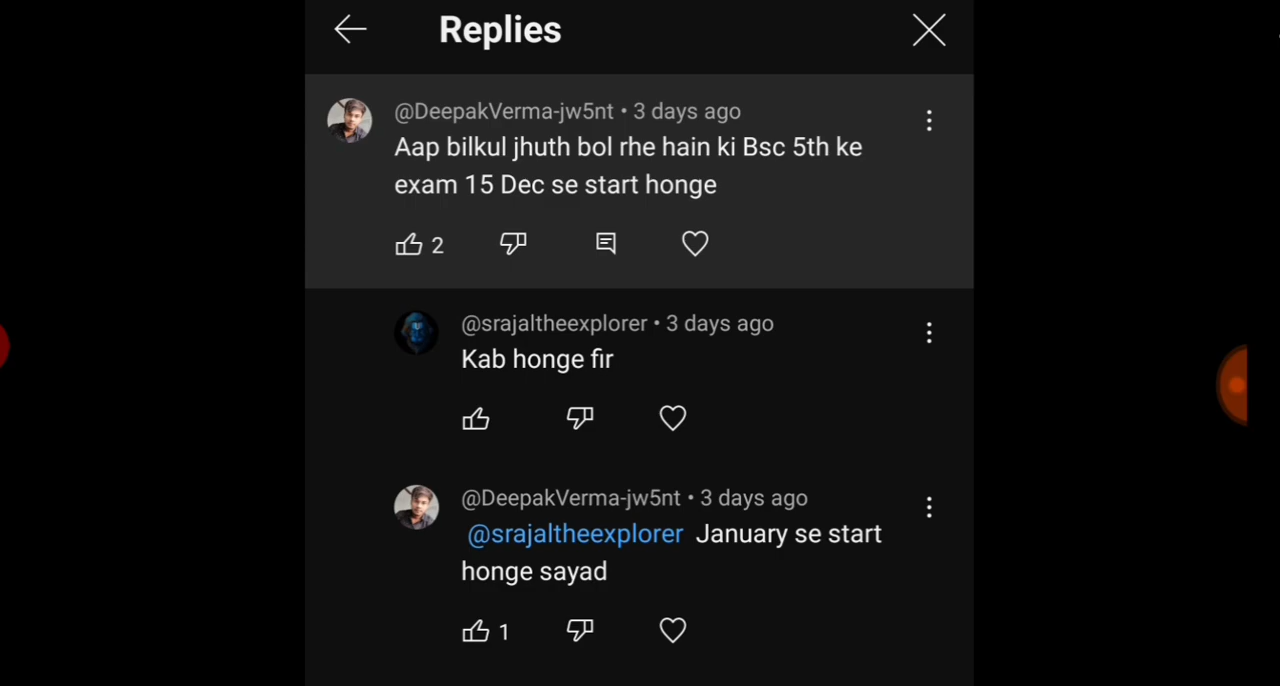 Replies
@DeepakVerma-jw5nt • 3 days ago
Aap bilkul jhuth bol rhe hain ki Bsc 5th ke
exam 15 Dec se start honge
2
@srajaltheexplorer • 3 days ago
Kab honge fir
@DeepakVerma-jw5nt • 3 days ago
@srajaltheexplorer January se start
honge sayad
1